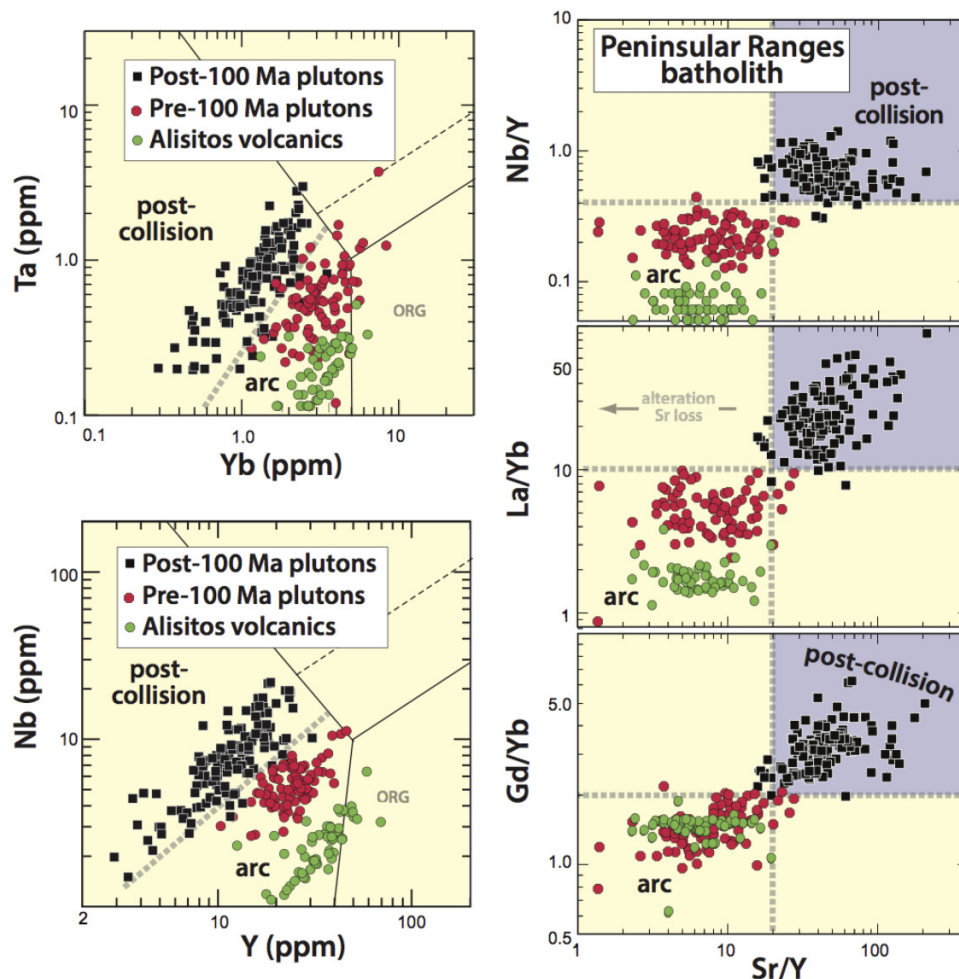 Post-100 Ma plutons
Pre-100 Ma plutons
Alisitos volcanics
post-
collision
arc
ORG
10
1.0
0.1
Ta (ppm)
0.1
1.0
10
Yb (ppm)
Post-100 Ma plutons
Pre-100 Ma plutons
Alisitos volcanics
post-
collision
arc
ORG
100
10
Nb (ppm)
2
10
100
Y (ppm)
Peninsular Ranges
batholith
post-
collision
arc
10
1.0
0.1
Nb/Y
alteration
Sr loss
arc
50
10
1
La/Yb
post-collision
arc
5.0
1.0
0.5
Gd/Yb
1
10
100
Sr/Y